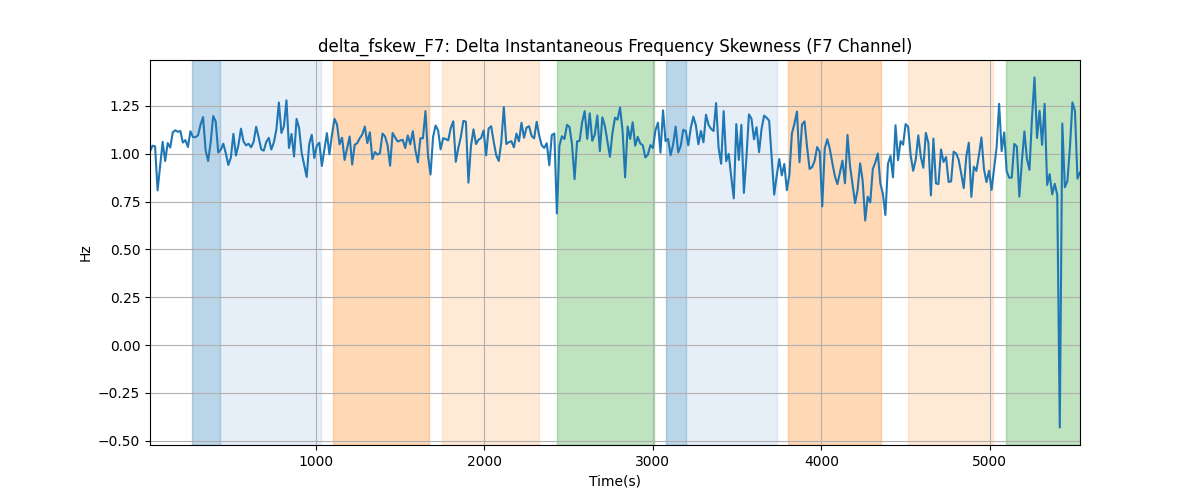 delta_fskew_F7: Delta Instantaneous Frequency Skewness (F7 Channel)
1.25
1.00
0.75
0.50
0.25
0.00
−0.25
−0.50
Hz
1000 2000 3000 4000 5000
Time(s)